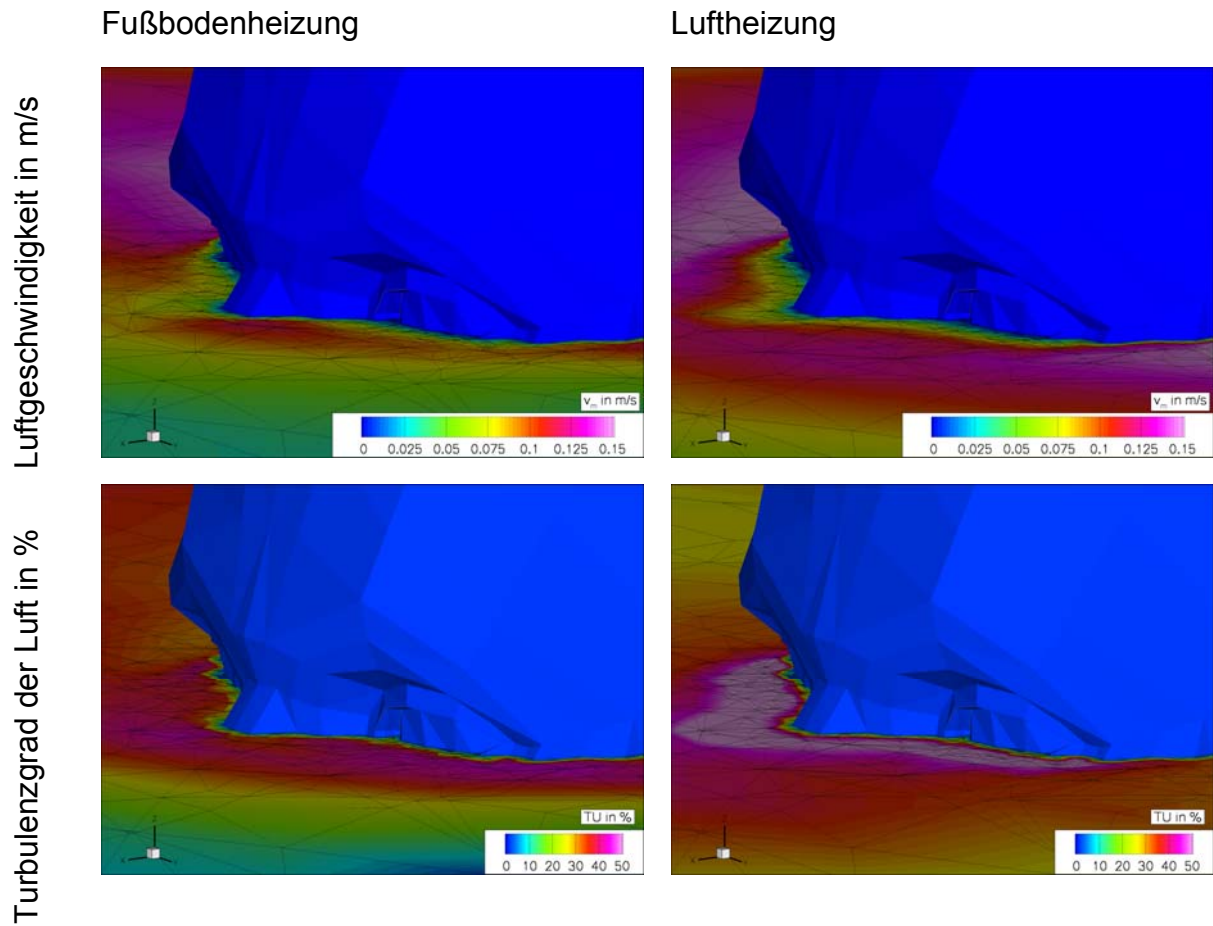 Fußbodenheizung
Luftheizung
Luftgeschwindigkeit in m/s
v_m in m/s
0 0.025 0.05 0.075 0.1 0.125 0.15
v_m in m/s
0 0.025 0.05 0.075 0.1 0.125 0.15
Turbulenzgrad der Luft in %
TU in %
0 10 20 30 40 50
TU in %
0 10 20 30 40 50